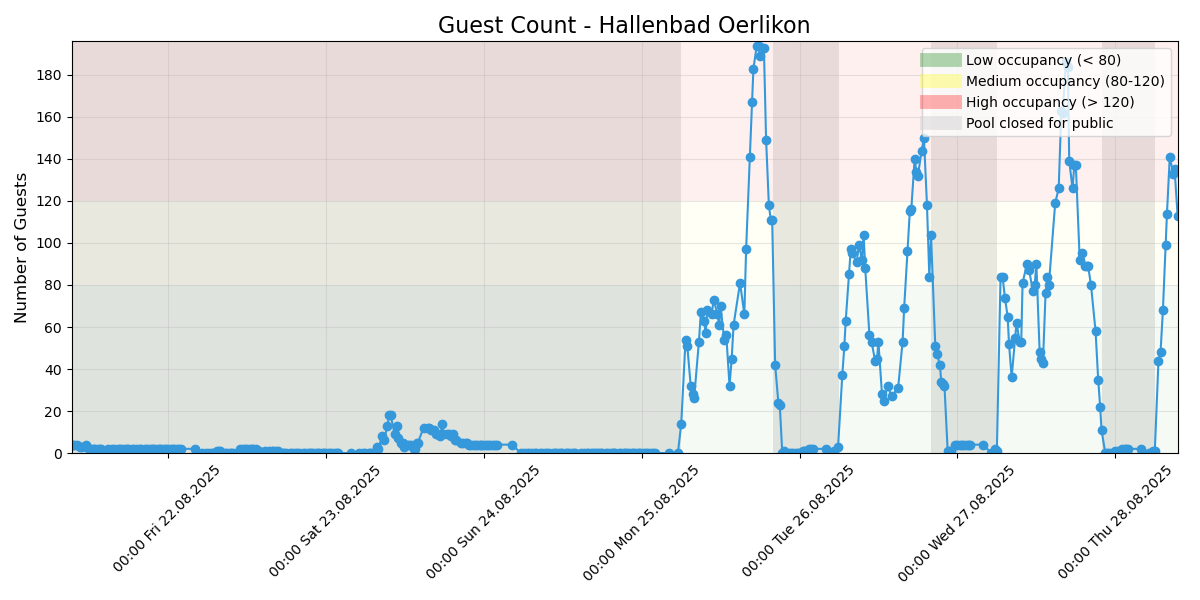 Guest Count - Hallenbad Oerlikon
Number of Guests
180
160
140
120
100
80
60
40
20
0
Low occupancy (< 80)
Medium occupancy (80-120)
High occupancy (> 120)
Pool closed for public
00:00 Fri 22.08.2025
00:00 Sat 23.08.2025
00:00 Sun 24.08.2025
00:00 Mon 25.08.2025
00:00 Tue 26.08.2025
00:00 Wed 27.08.2025
00:00 Thu 28.08.2025